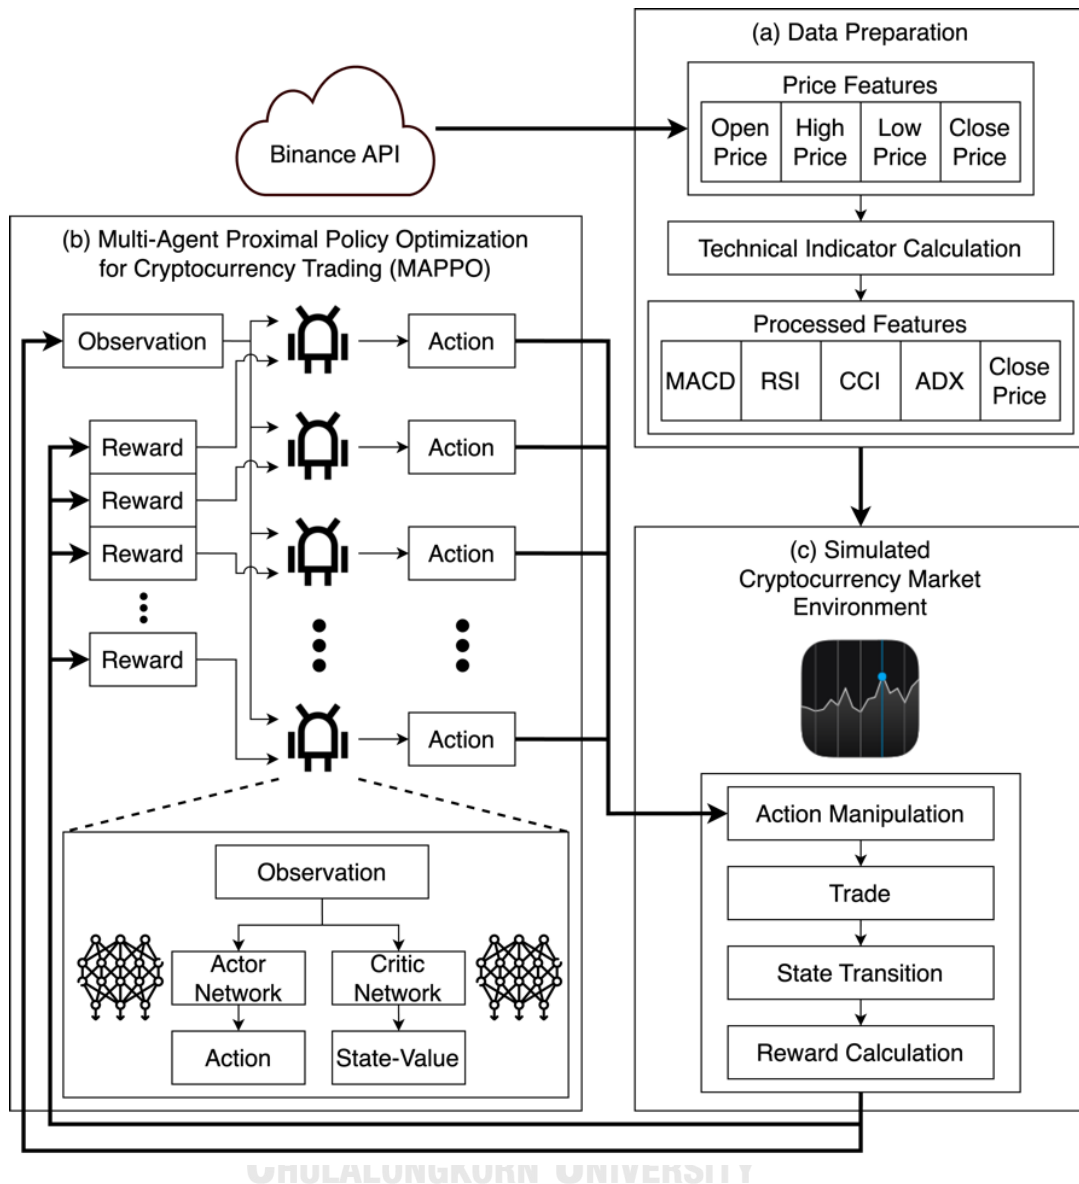 (a) Data Preparation
Price Features
Open
Price
High
Price
Low
Price
Close
Price
Binance API
Technical Indicator Calculation
Processed Features
MACD
RSI
CCI
ADX
Close
Price
(b) Multi-Agent Proximal Policy Optimization
for Cryptocurrency Trading (MAPPO)
Observation
Action
Reward
Action
Reward
Reward
Action
Reward
Action
Observation
Actor
Network
Critic
Network
Action
State-Value
(c) Simulated
Cryptocurrency Market
Environment
Action Manipulation
Trade
State Transition
Reward Calculation
CHULALONGKORN UNIVERSITY